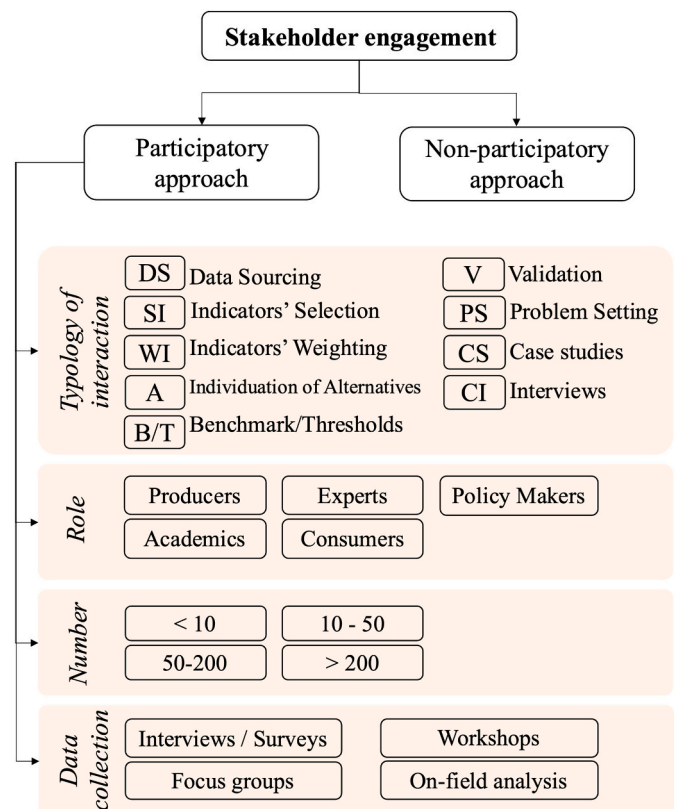 Stakeholder engagement
Participatory
approach
Non-participatory
approach
Typology of
interaction
DS Data Sourcing
SI Indicators' Selection
WI Indicators' Weighting
A Individuation of Alternatives
B/T Benchmark/Thresholds
V Validation
PS Problem Setting
CS Case studies
CI Interviews
Role
Producers Experts Policy Makers
Academics Consumers
Number
< 10 10 - 50
50-200 > 200
Data
collection
Interviews / Surveys Workshops
Focus groups On-field analysis